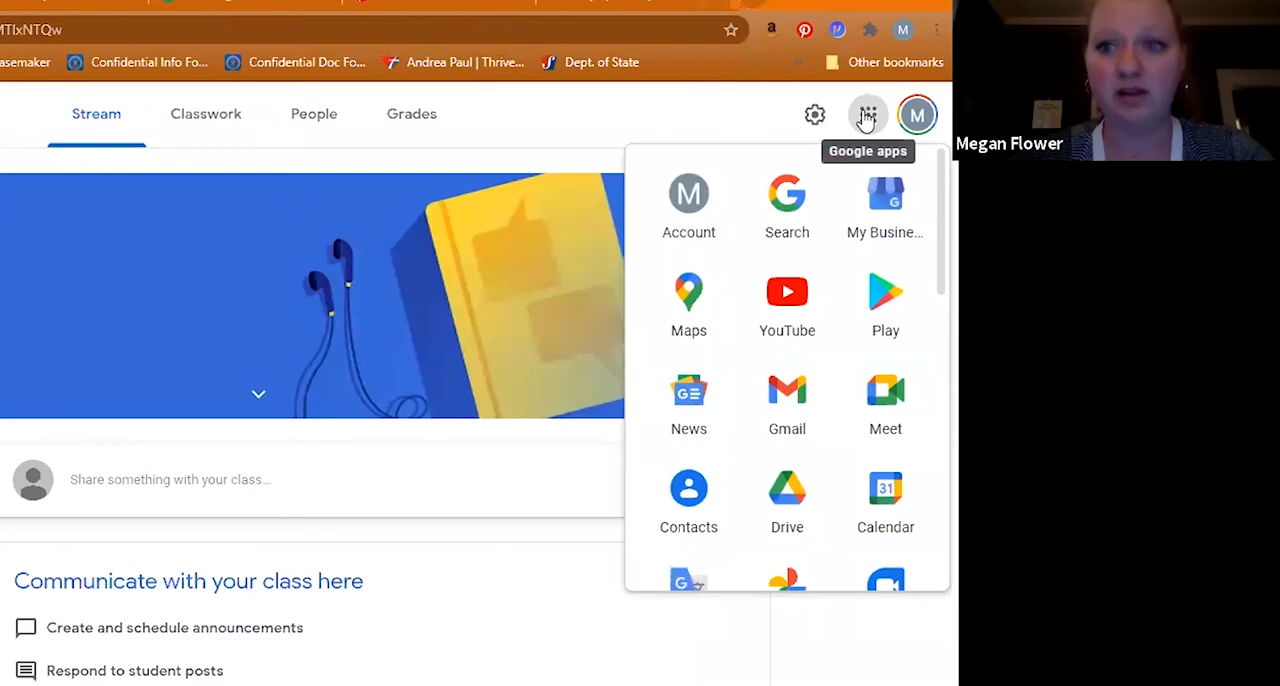 MTIxNTQw
M
asemaker Confidential Info Fo... Confidential Doc Fo... Andrea Paul | Thrive... Dept. of State Other bookmarks
Stream Classwork People Grades M
Google apps
Megan Flower
M G
Account Search My Busine...
Maps YouTube Play
GE
News Gmail Meet
31
Contacts Drive Calendar
G
Share something with your class...
Communicate with your class here
Create and schedule announcements
Respond to student posts